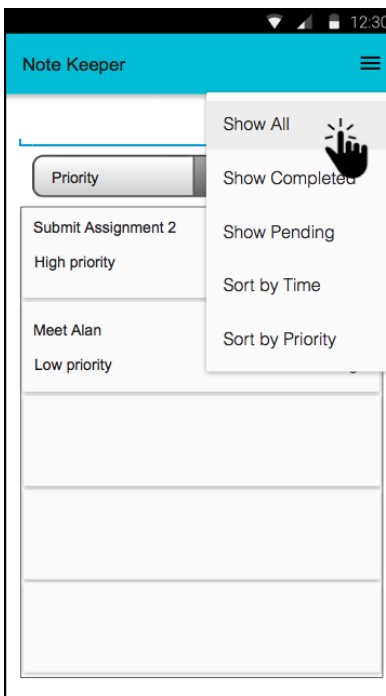 12:30
Note Keeper
Show All
Priority
Show Completed
Submit Assignment 2
Show Pending
High priority
Sort by Time
Meet Alan
Sort by Priority
Low priority